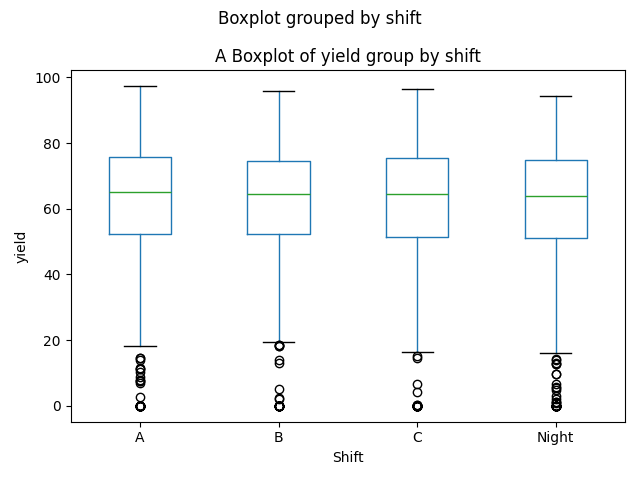 Boxplot grouped by shift
A Boxplot of yield group by shift
100
80
60
40
20
0
yield
A B C Night
Shift